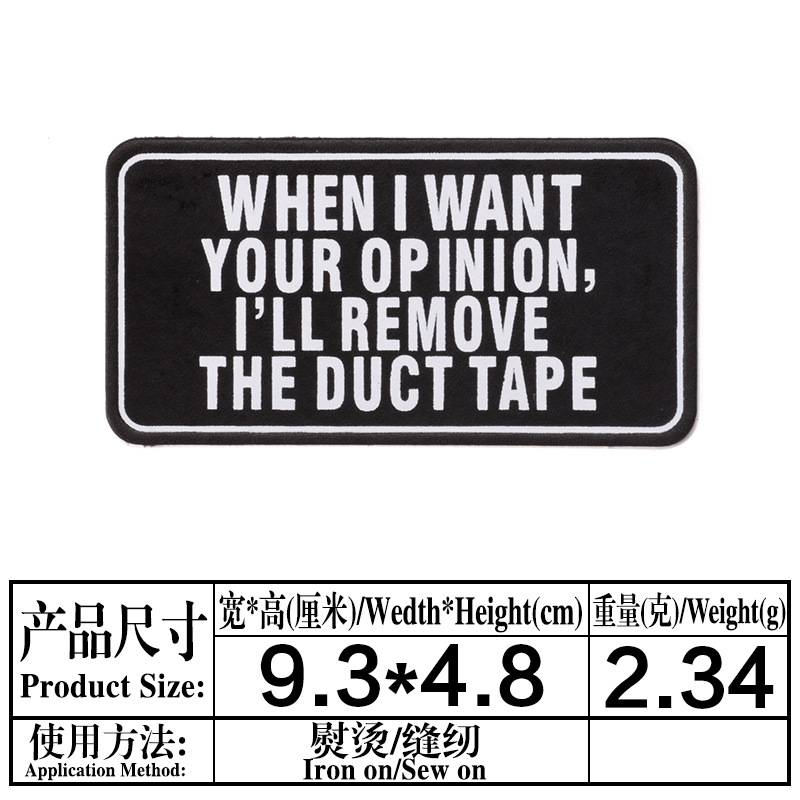 WHEN I WANT
YOUR OPINION,
I'LL REMOVE
THE DUCT TAPE
产品尺寸
Product Size:
宽*高(厘米)/Wedth*Height(cm)
重量(克)/Weight(g)
9.3*4.8
2.34
使用方法:
Application Method:
熨烫/缝纫
Iron on/Sew on